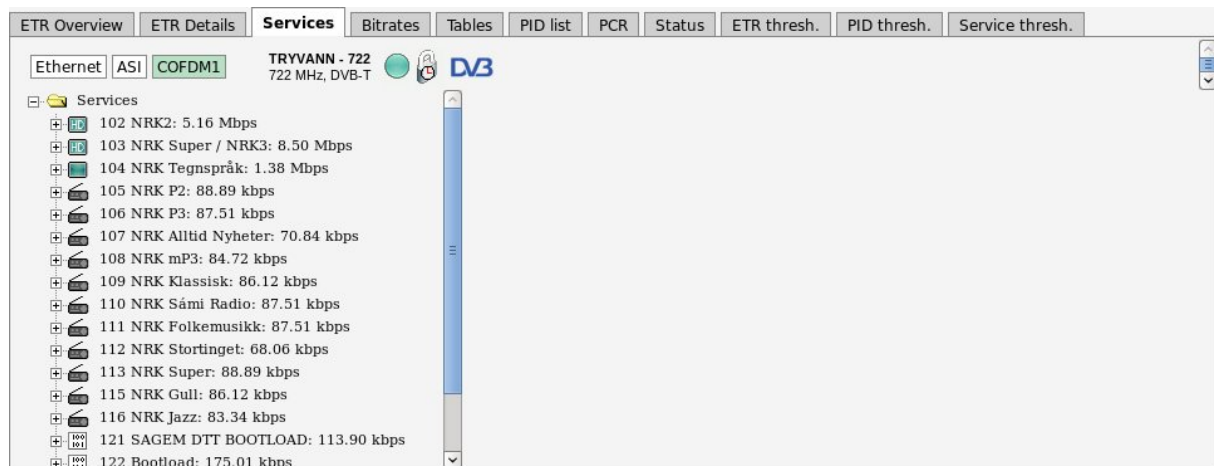 ETR Overview ETR Details Services Bitrates Tables PID list PCR Status ETR thresh. PID thresh. Service thresh.
Ethernet ASI COFDM1 TRYVANN - 722 DVB
722 MHz, DVB-T
Services
HD 102 NRK2: 5.16 Mbps
HD 103 NRK Super / NRK3: 8.50 Mbps
104 NRK Tegnspråk: 1.38 Mbps
105 NRK P2: 88.89 kbps
106 NRK P3: 87.51 kbps
107 NRK Alltid Nyheter: 70.84 kbps
108 NRK mP3: 84.72 kbps
109 NRK Klassisk: 86.12 kbps
110 NRK Sámi Radio: 87.51 kbps
111 NRK Folkemusikk: 87.51 kbps
112 NRK Stortinget: 68.06 kbps
113 NRK Super: 88.89 kbps
115 NRK Gull: 86.12 kbps
116 NRK Jazz: 83.34 kbps
121 SAGEM DTT BOOTLOAD: 113.90 kbps
122 Bootload: 175.01 kbps